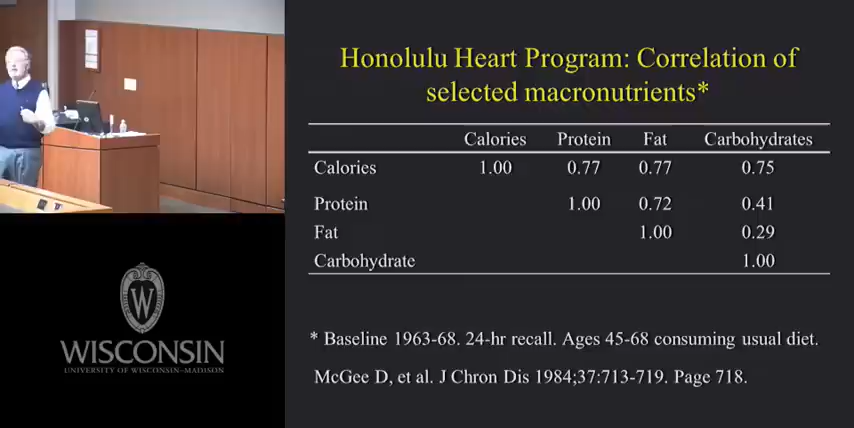 Honolulu Heart Program: Correlation of
selected macronutrients*
Calories Protein Fat Carbohydrates
Calories 1.00 0.77 0.77 0.75
Protein 1.00 0.72 0.41
Fat 1.00 0.29
Carbohydrate 1.00
* Baseline 1963-68. 24-hr recall. Ages 45-68 consuming usual diet.
McGee D, et al. J Chron Dis 1984;37:713-719. Page 718.
W
WISCONSIN
UNIVERSITY OF WISCONSIN–MADISON